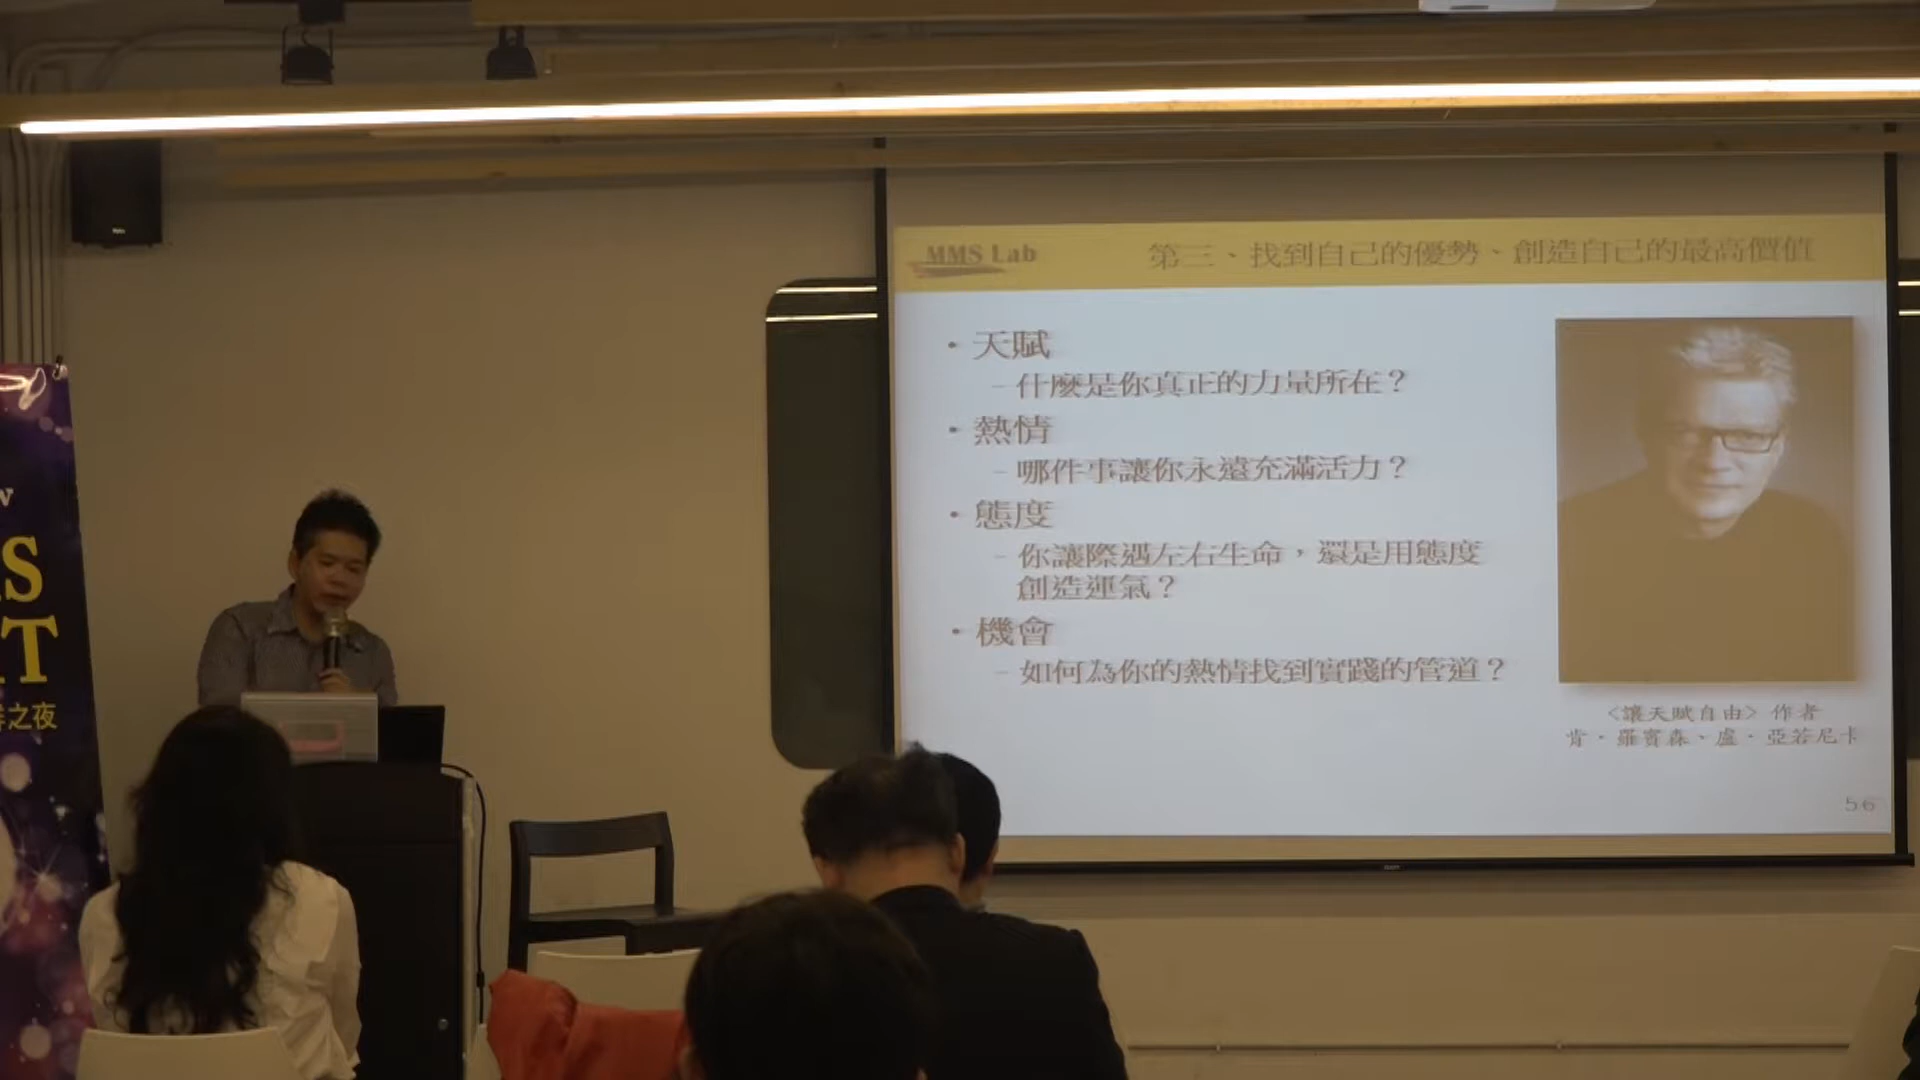 MMS Lab
第三、找到自己的優勢、創造自己的最高價值
• 天賦
– 什麼是你真正的力量所在？
• 熱情
– 哪件事讓你永遠充滿活力？
• 態度
– 你讓際遇左右生命，還是用態度
創造運氣？
• 機會
– 如何為你的熱情找到實踐的管道？
<讓天賦自由> 作者
肯．羅賓森、盧．亞若尼卡
56
W
S
T
之夜